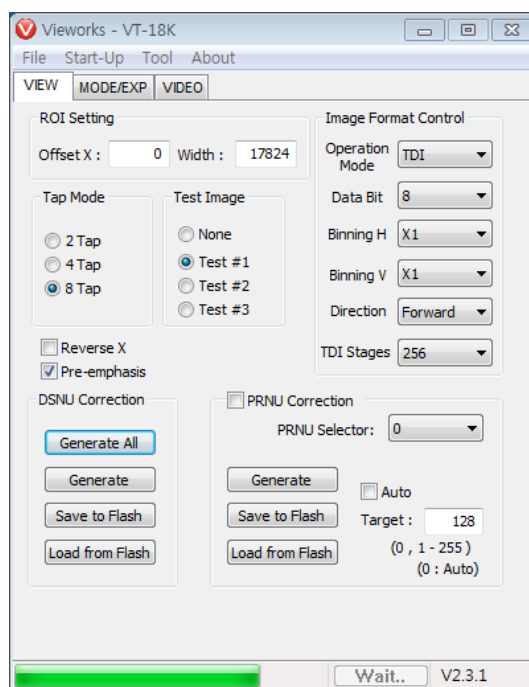 Vieworks - VT-18K
File Start-Up Tool About
VIEW MODE/EXP VIDEO
ROI Setting
Offset X : 0 Width : 17824
Tap Mode
2 Tap
4 Tap
8 Tap
Test Image
None
Test #1
Test #2
Test #3
Image Format Control
Operation Mode TDI
Data Bit 8
Binning H X1
Binning V X1
Direction Forward
TDI Stages 256
Reverse X
Pre-emphasis
DSNU Correction
Generate All
Generate
Save to Flash
Load from Flash
PRNU Correction
PRNU Selector: 0
Generate
Save to Flash
Load from Flash
Auto
Target : 128
(0 , 1 - 255 )
(0 : Auto)
Wait.. V2.3.1